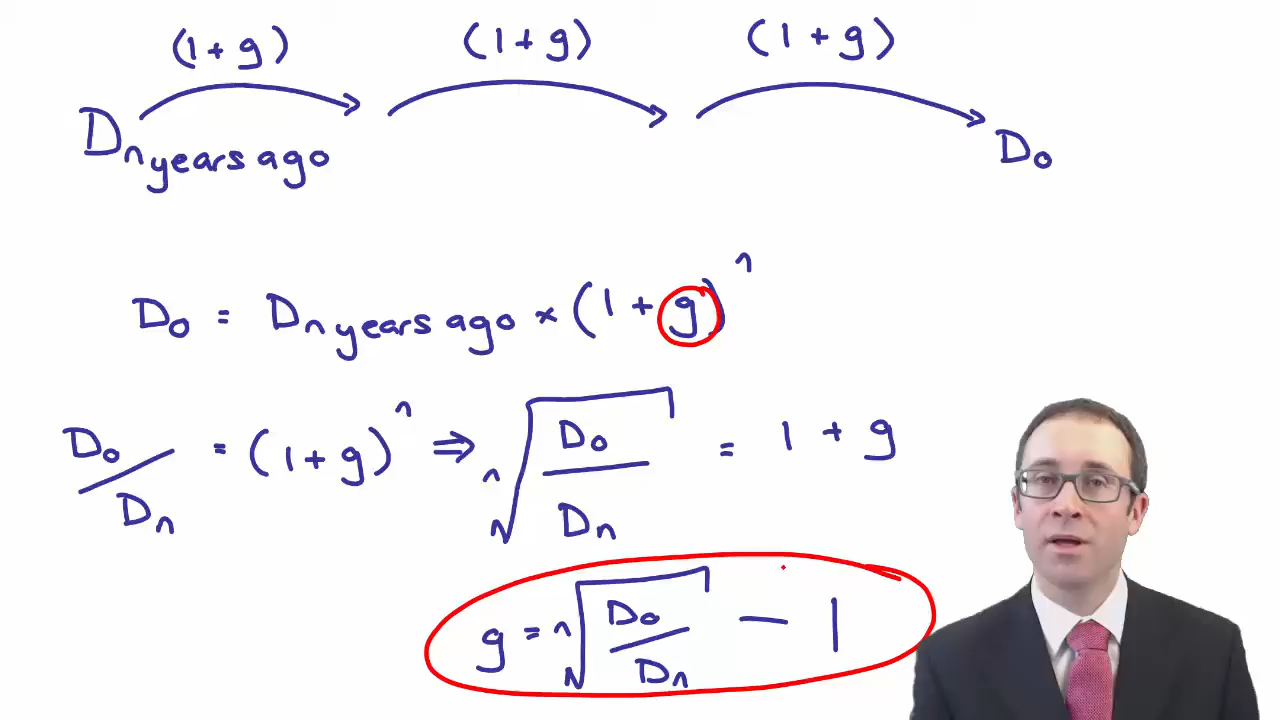 (1+g) (1+g) (1+g)
Dₙ years ago D₀
D₀ = Dₙ years ago × (1 + g)ⁿ
D₀/Dₙ = (1+g)ⁿ ⇒ ⁿ√(D₀/Dₙ) = 1 + g
g = ⁿ√(D₀/Dₙ) − 1